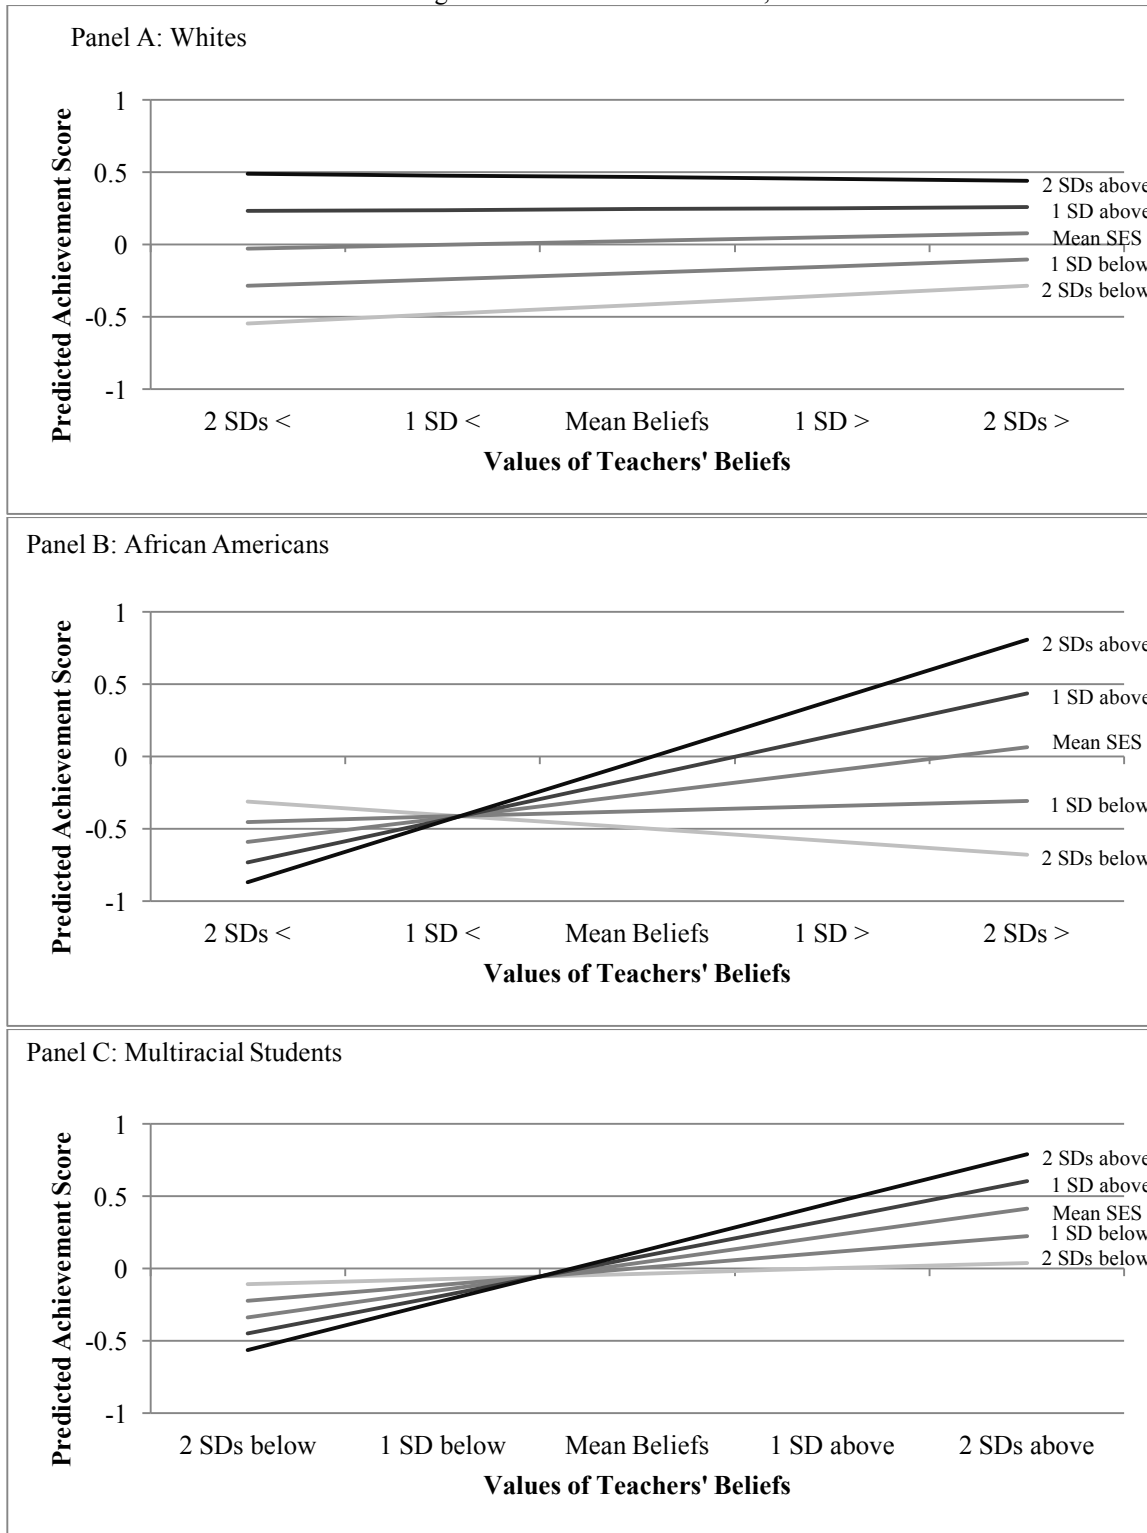 Panel A: Whites
Predicted Achievement Score
1
0.5
0
-0.5
-1
2 SDs above
1 SD above
Mean SES
1 SD below
2 SDs below
2 SDs <
1 SD <
Mean Beliefs
1 SD >
2 SDs >
Values of Teachers' Beliefs
Panel B: African Americans
Predicted Achievement Score
1
0.5
0
-0.5
-1
2 SDs above
1 SD above
Mean SES
1 SD below
2 SDs below
2 SDs <
1 SD <
Mean Beliefs
1 SD >
2 SDs >
Values of Teachers' Beliefs
Panel C: Multiracial Students
Predicted Achievement Score
1
0.5
0
-0.5
-1
2 SDs above
1 SD above
Mean SES
1 SD below
2 SDs below
2 SDs below
1 SD below
Mean Beliefs
1 SD above
2 SDs above
Values of Teachers' Beliefs